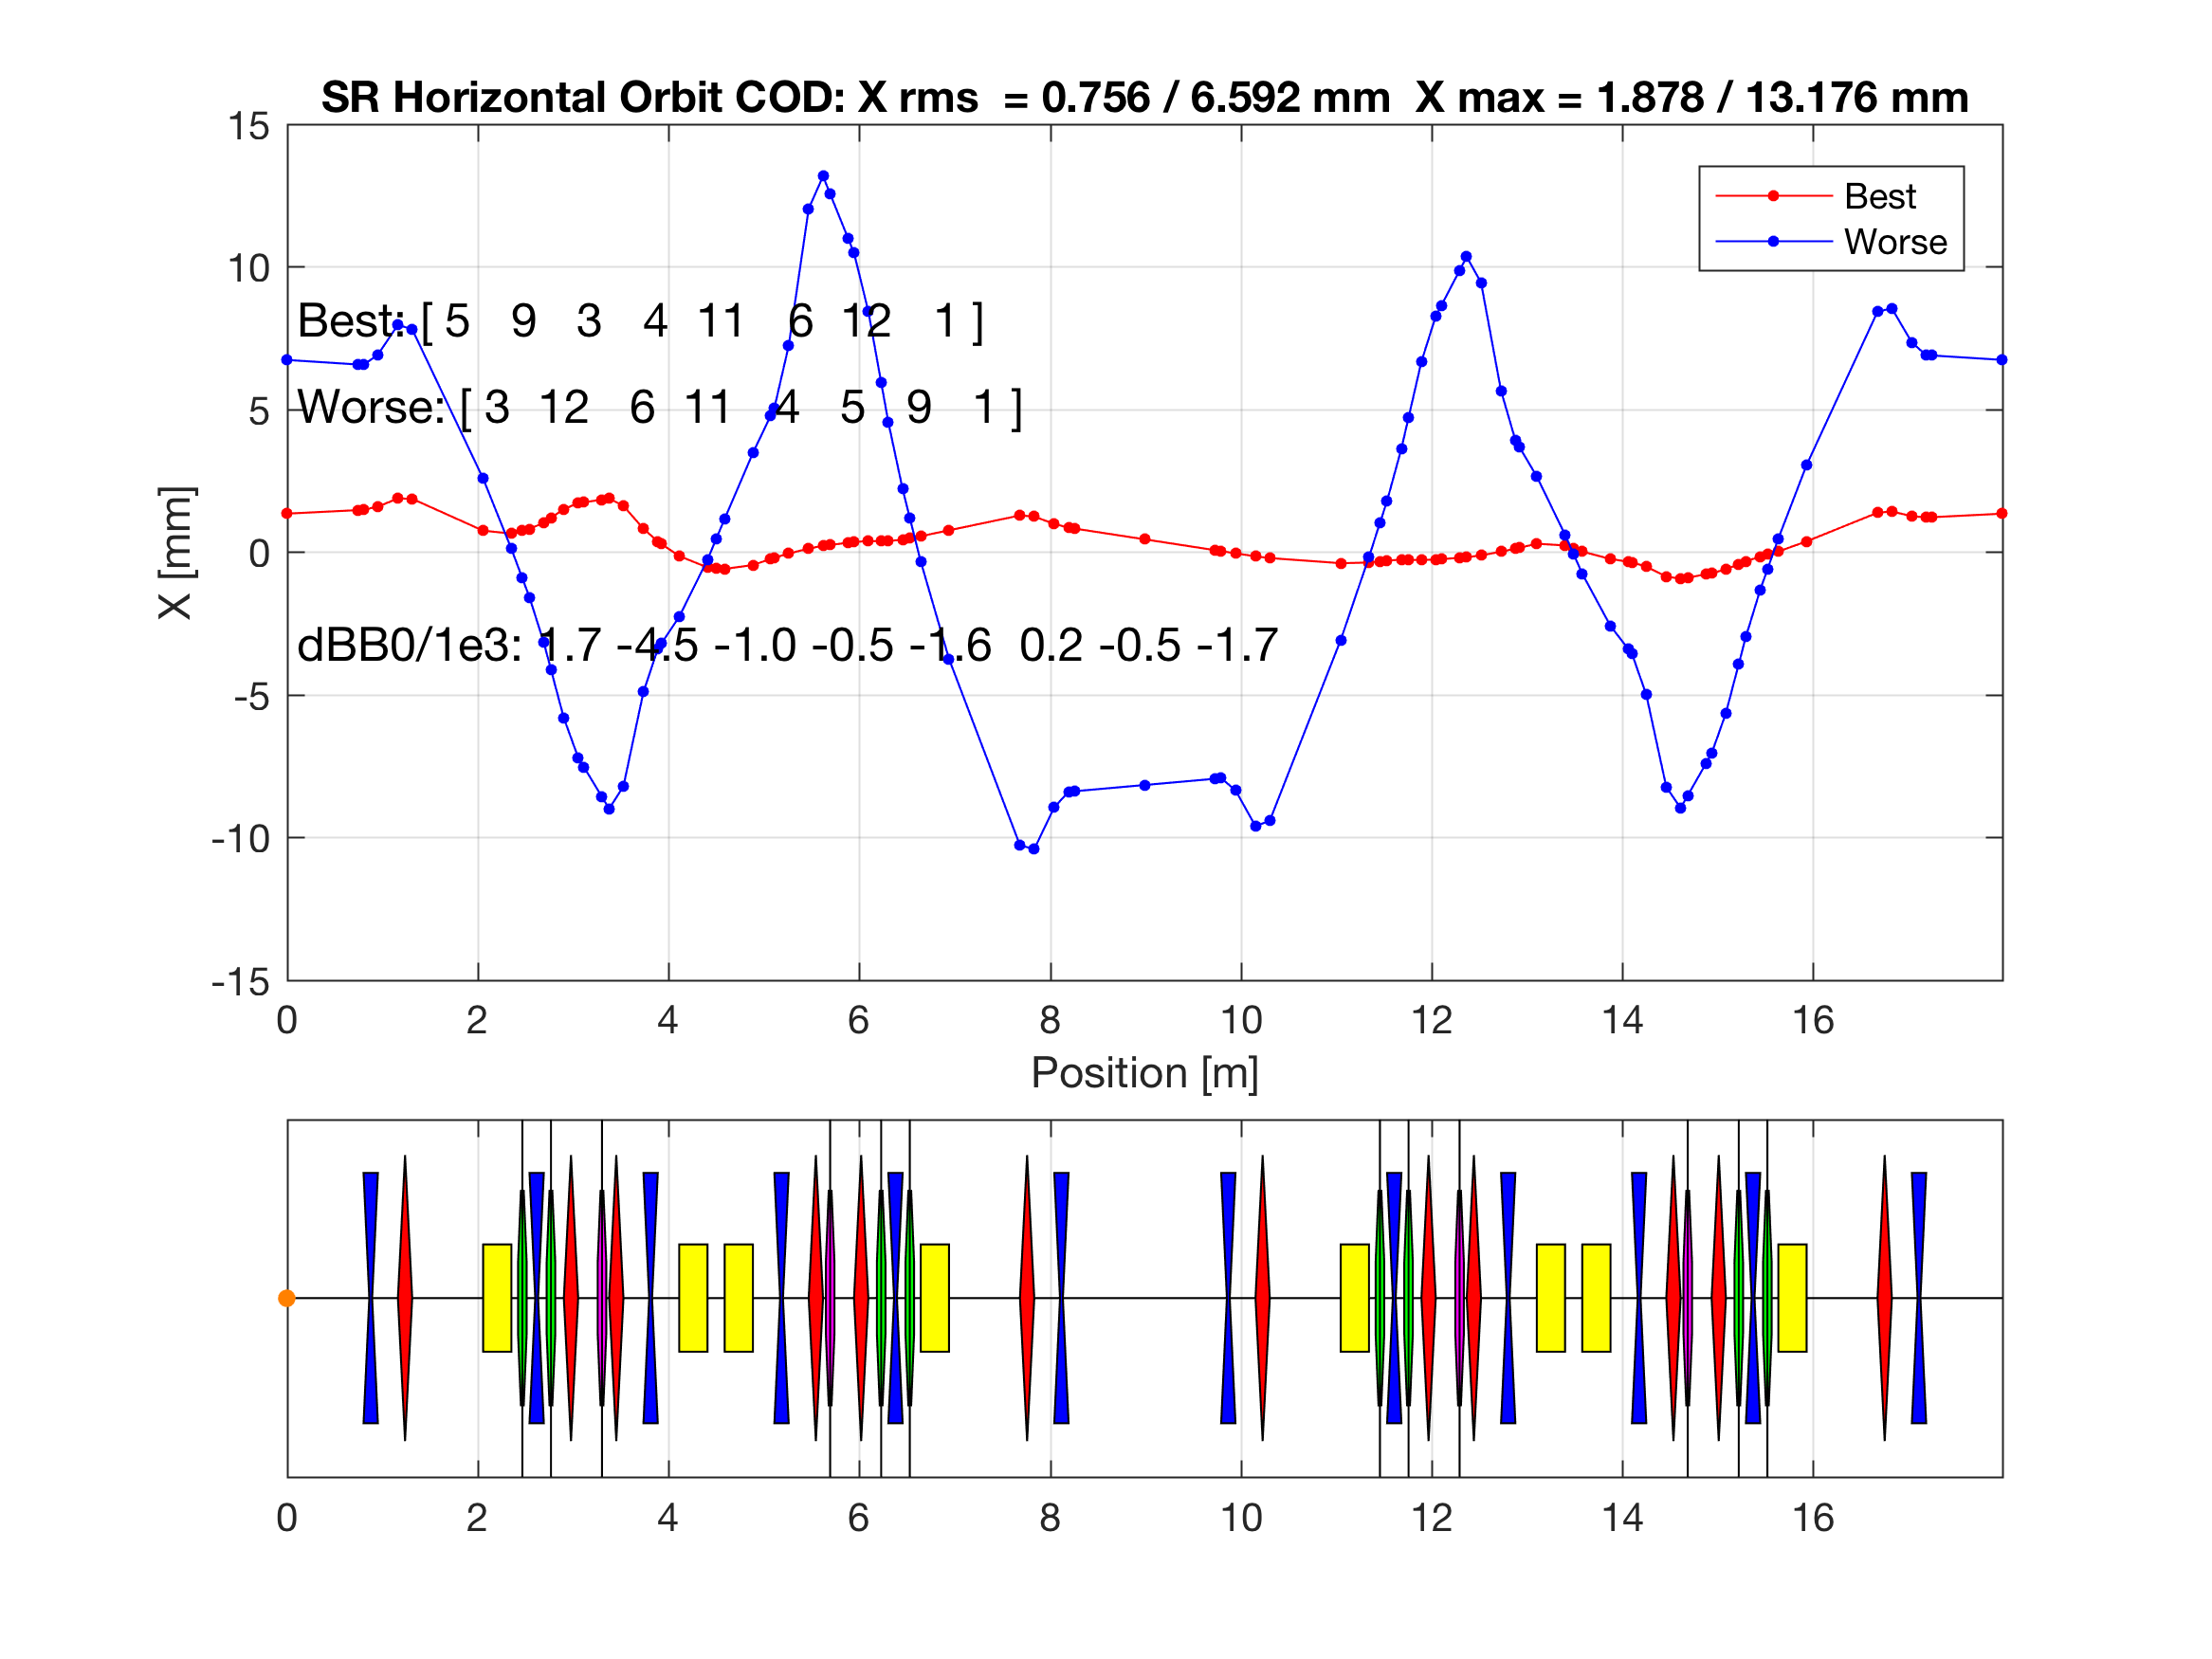 SR Horizontal Orbit COD: X rms = 0.756 / 6.592 mm X max = 1.878 / 13.176 mm
15
10
5
0
-5
-10
-15
X [mm]
Best
Worse
Best: [ 5 9 3 4 11 6 12 1 ]
Worse: [ 3 12 6 11 4 5 9 1 ]
dBB0/1e3: 1.7 -4.5 -1.0 -0.5 -1.6 0.2 -0.5 -1.7
0 2 4 6 8 10 12 14 16
Position [m]
0 2 4 6 8 10 12 14 16